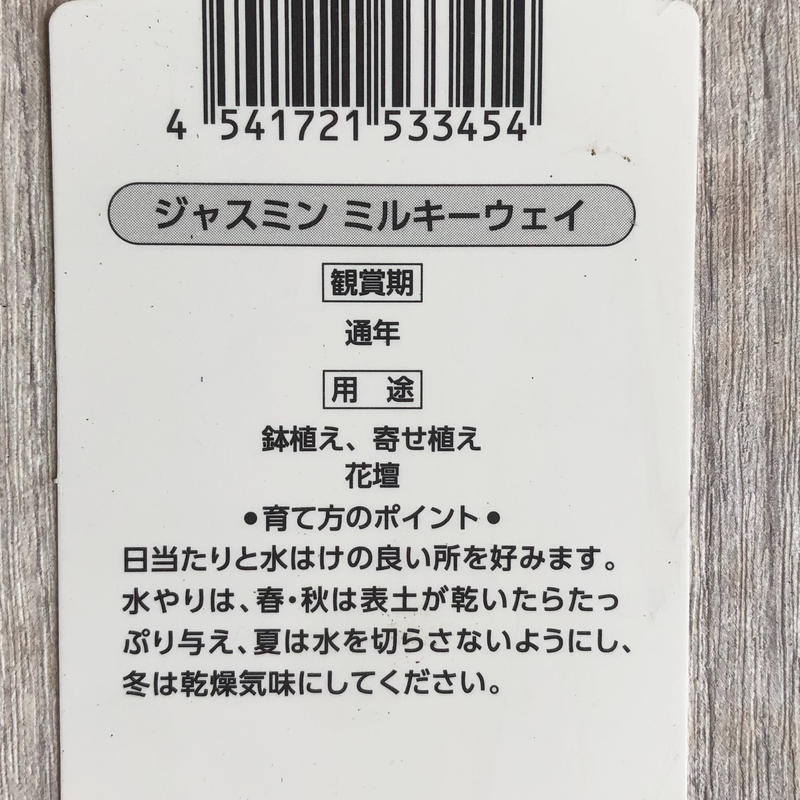 4 541721 533454
ジャスミン ミルキーウェイ
観賞期
通年
用　途
鉢植え、寄せ植え
花壇
●育て方のポイント●
日当たりと水はけの良い所を好みます。
水やりは、春・秋は表土が乾いたらたっ
ぷり与え、夏は水を切らさないようにし、
冬は乾燥気味にしてください。